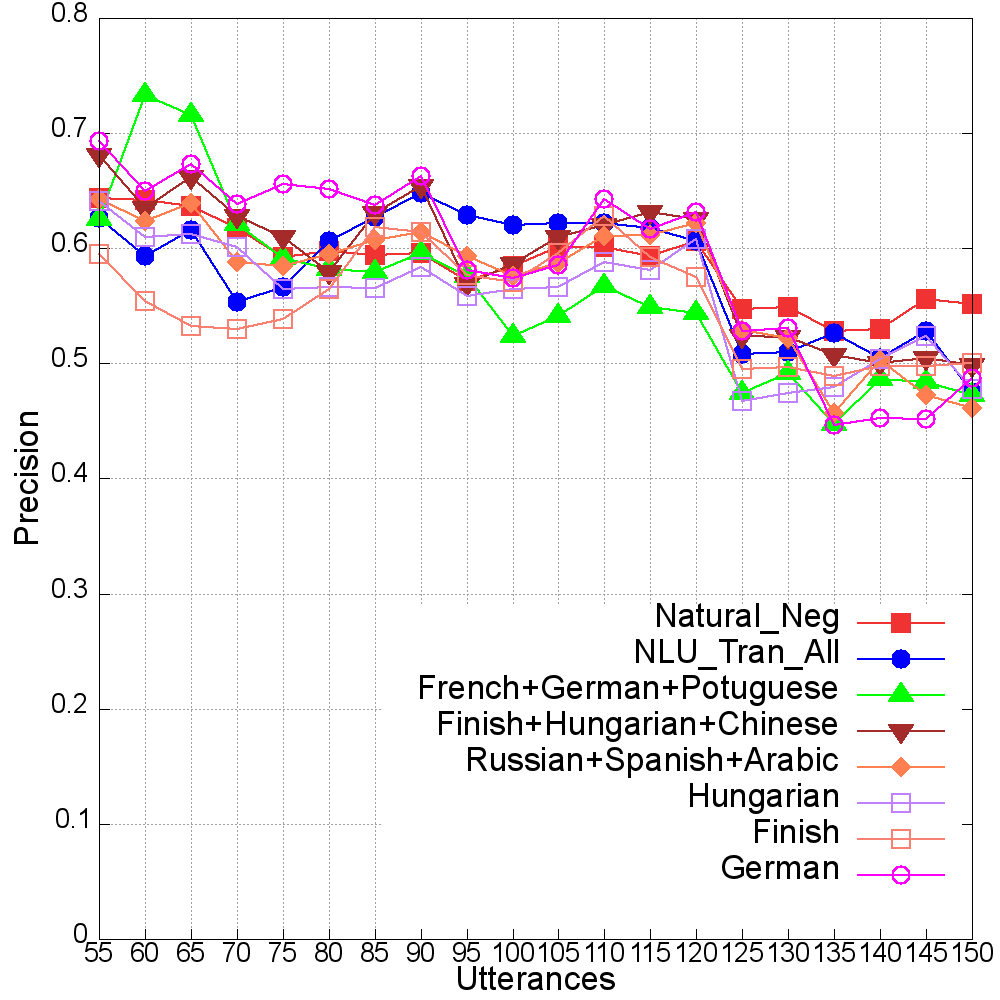 0.8
0.7
0.6
0.5
0.4
0.3
0.2
0.1
0
Precision
Natural_Neg
NLU_Tran_All
French+German+Potuguese
Finish+Hungarian+Chinese
Russian+Spanish+Arabic
Hungarian
Finish
German
55 60 65 70 75 80 85 90 95 100 105 110 115 120 125 130 135 140 145 150
Utterances